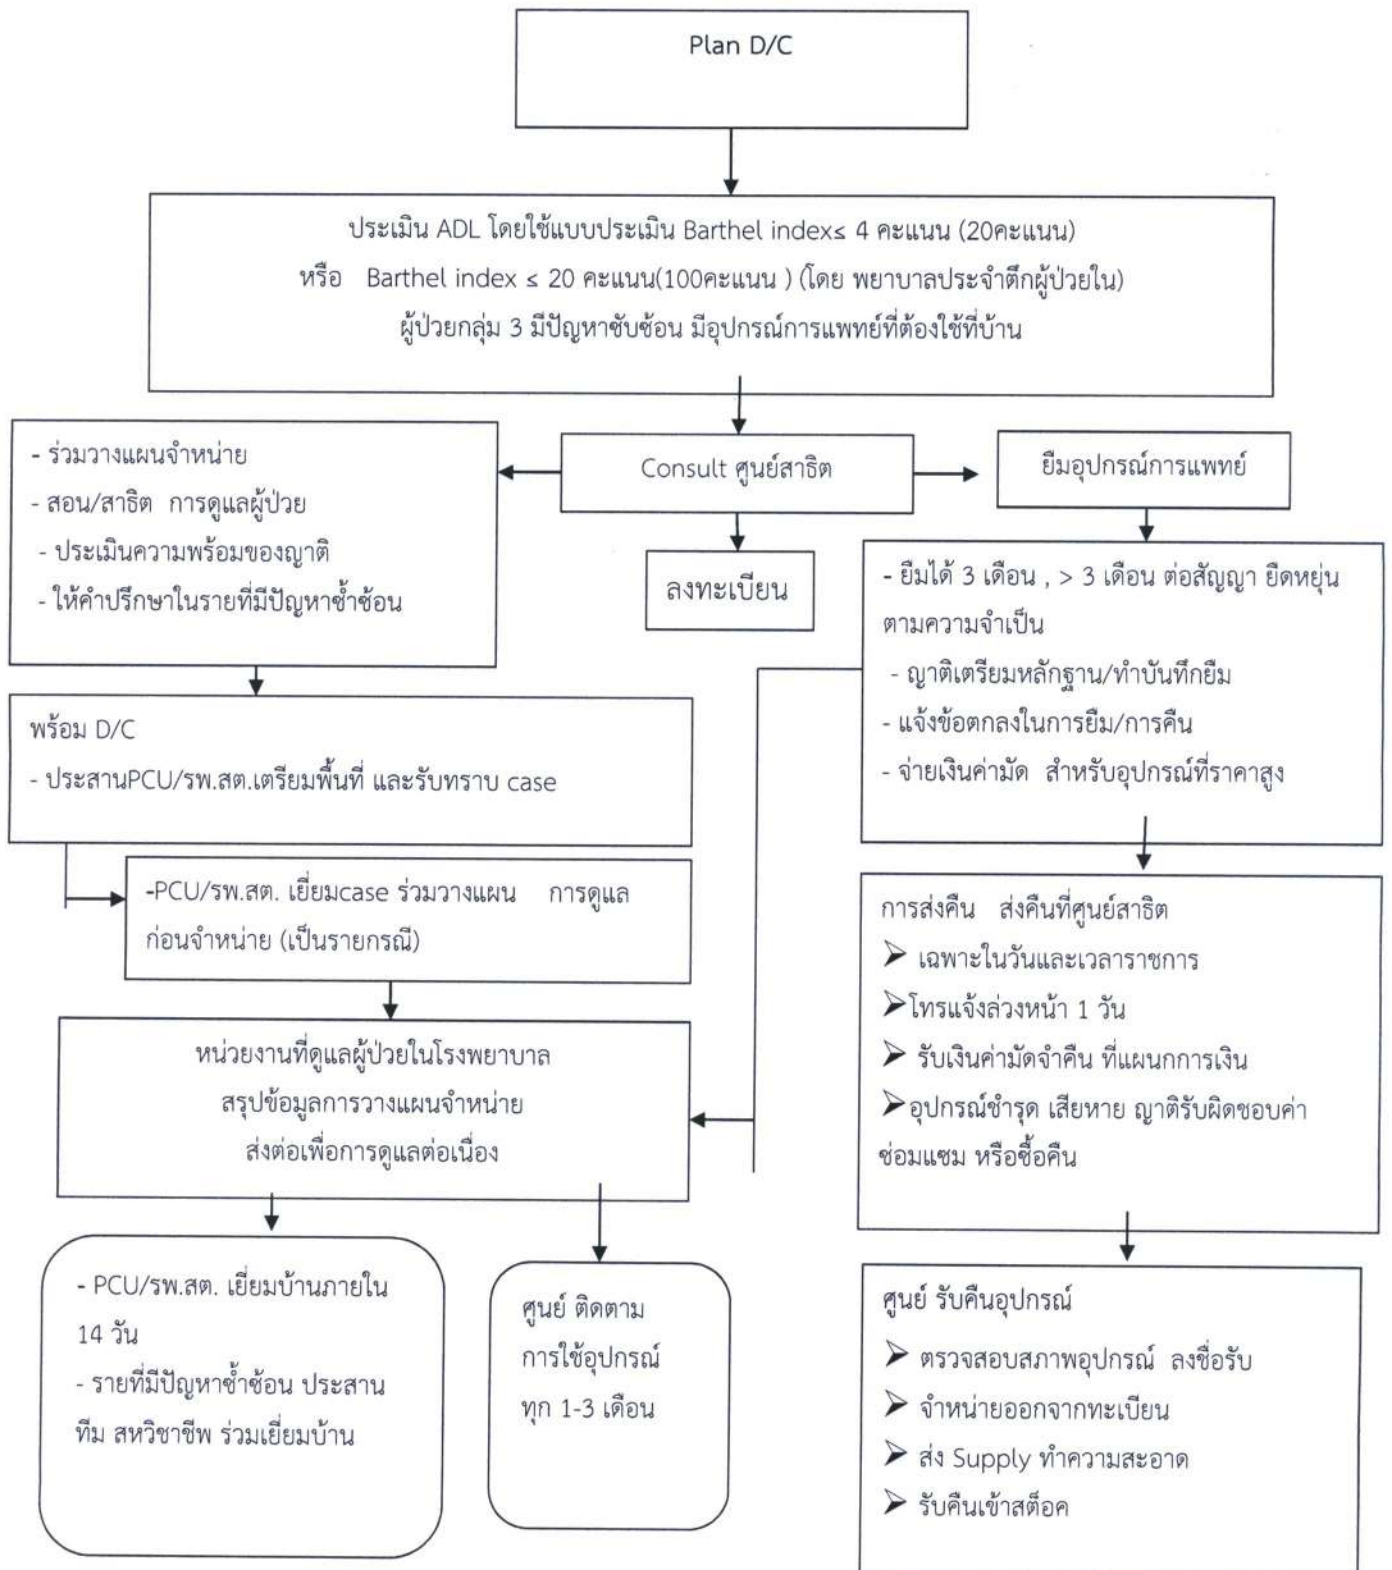 Plan D/C
ประเมิน ADL โดยใช้แบบประเมิน Barthel index≤ 4 คะแนน (20คะแนน)
หรือ Barthel index ≤ 20 คะแนน(100คะแนน ) (โดย พยาบาลประจำตึกผู้ป่วยใน)
ผู้ป่วยกลุ่ม 3 มีปัญหาซับซ้อน มีอุปกรณ์การแพทย์ที่ต้องใช้ที่บ้าน
- ร่วมวางแผนจำหน่าย
- สอน/สาธิต การดูแลผู้ป่วย
- ประเมินความพร้อมของญาติ
- ให้คำปรึกษาในรายที่มีปัญหาซ้ำซ้อน
Consult ศูนย์สาธิต
ลงทะเบียน
ยืมอุปกรณ์การแพทย์
- ยืมได้ 3 เดือน , > 3 เดือน ต่อสัญญา ยืดหยุ่น
ตามความจำเป็น
- ญาติเตรียมหลักฐาน/ทำบันทึกยืม
- แจ้งข้อตกลงในการยืม/การคืน
- จ่ายเงินค่ามัด สำหรับอุปกรณ์ที่ราคาสูง
พร้อม D/C
- ประสานPCU/รพ.สต.เตรียมพื้นที่ และรับทราบ case
-PCU/รพ.สต. เยี่ยมcase ร่วมวางแผน การดูแล
ก่อนจำหน่าย (เป็นรายกรณี)
การส่งคืน ส่งคืนที่ศูนย์สาธิต
➢ เฉพาะในวันและเวลาราชการ
➢โทรแจ้งล่วงหน้า 1 วัน
➢ รับเงินค่ามัดจำคืน ที่แผนกการเงิน
➢อุปกรณ์ชำรุด เสียหาย ญาติรับผิดชอบค่า
ซ่อมแซม หรือซื้อคืน
หน่วยงานที่ดูแลผู้ป่วยในโรงพยาบาล
สรุปข้อมูลการวางแผนจำหน่าย
ส่งต่อเพื่อการดูแลต่อเนื่อง
- PCU/รพ.สต. เยี่ยมบ้านภายใน
14 วัน
- รายที่มีปัญหาซ้ำซ้อน ประสาน
ทีม สหวิชาชีพ ร่วมเยี่ยมบ้าน
ศูนย์ ติดตาม
การใช้อุปกรณ์
ทุก 1-3 เดือน
ศูนย์ รับคืนอุปกรณ์
➢ ตรวจสอบสภาพอุปกรณ์ ลงชื่อรับ
➢ จำหน่ายออกจากทะเบียน
➢ ส่ง Supply ทำความสะอาด
➢ รับคืนเข้าสต็อค